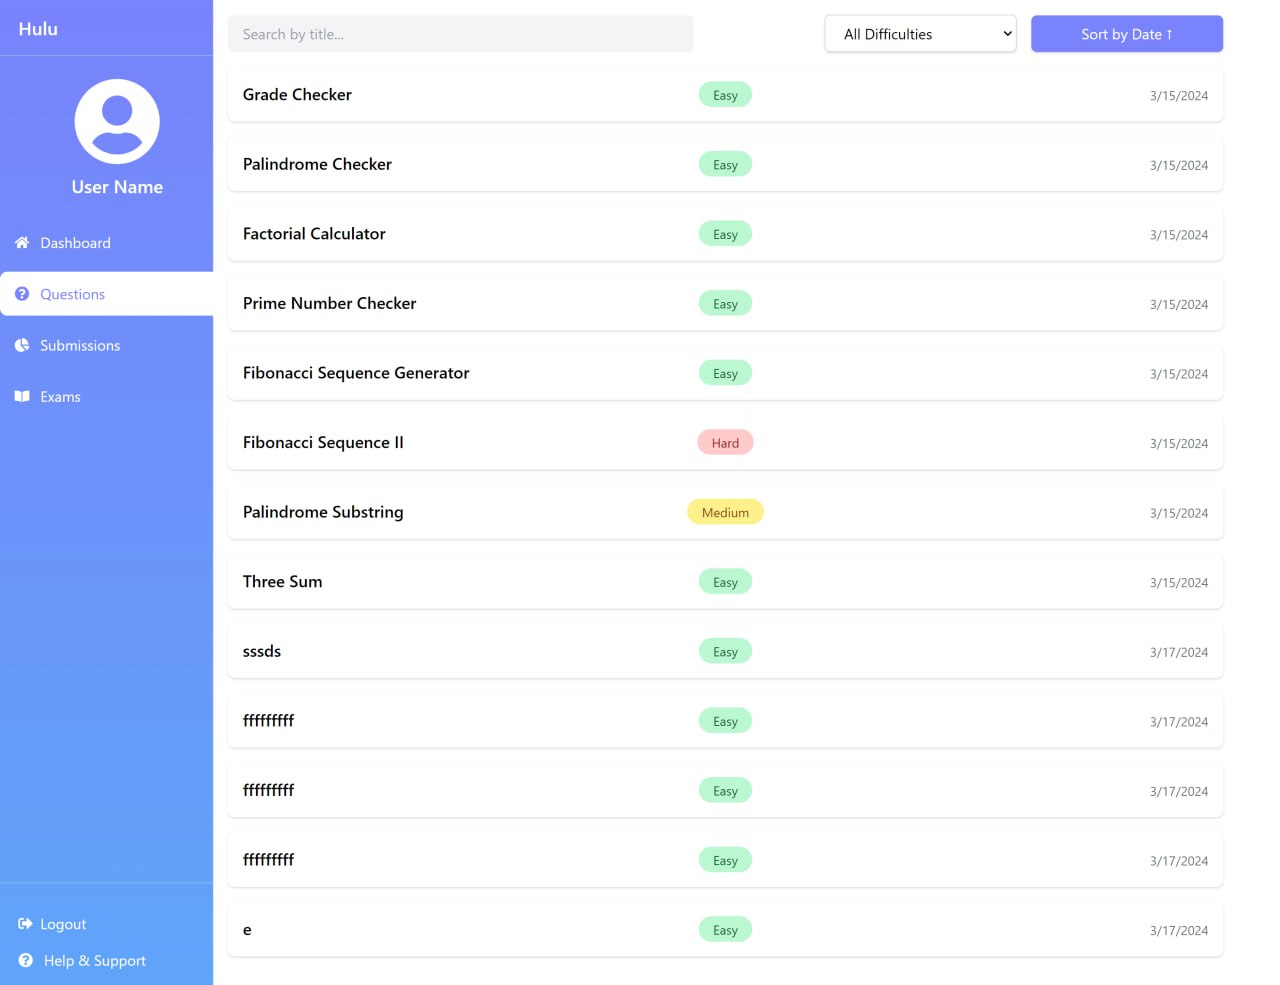 Hulu
User Name
Dashboard
Questions
Submissions
Exams
Logout
Help & Support
Search by title...
All Difficulties
Sort by Date ↑
Grade Checker Easy 3/15/2024
Palindrome Checker Easy 3/15/2024
Factorial Calculator Easy 3/15/2024
Prime Number Checker Easy 3/15/2024
Fibonacci Sequence Generator Easy 3/15/2024
Fibonacci Sequence II Hard 3/15/2024
Palindrome Substring Medium 3/15/2024
Three Sum Easy 3/15/2024
sssds Easy 3/17/2024
fffffffff Easy 3/17/2024
fffffffff Easy 3/17/2024
fffffffff Easy 3/17/2024
e Easy 3/17/2024